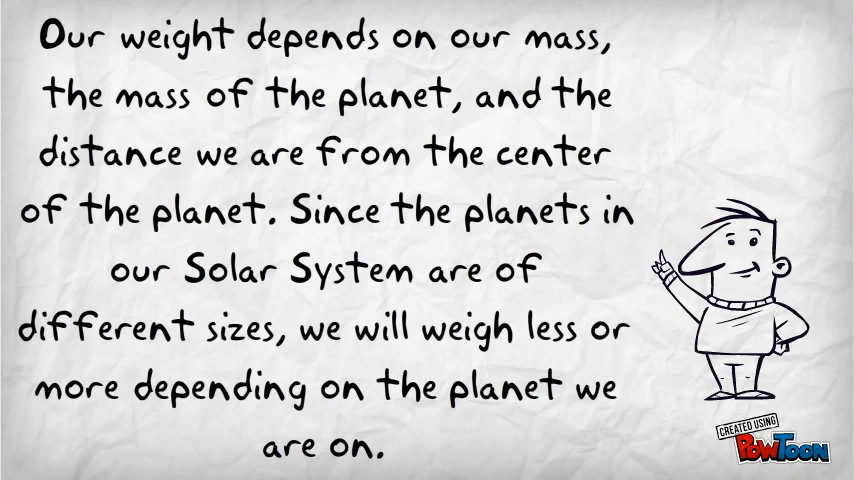 Our weight depends on our mass,
the mass of the planet, and the
distance we are from the center
of the planet. Since the planets in
our Solar System are of
different sizes, we will weigh less or
more depending on the planet we
are on.
CREATED USING
POWTOON